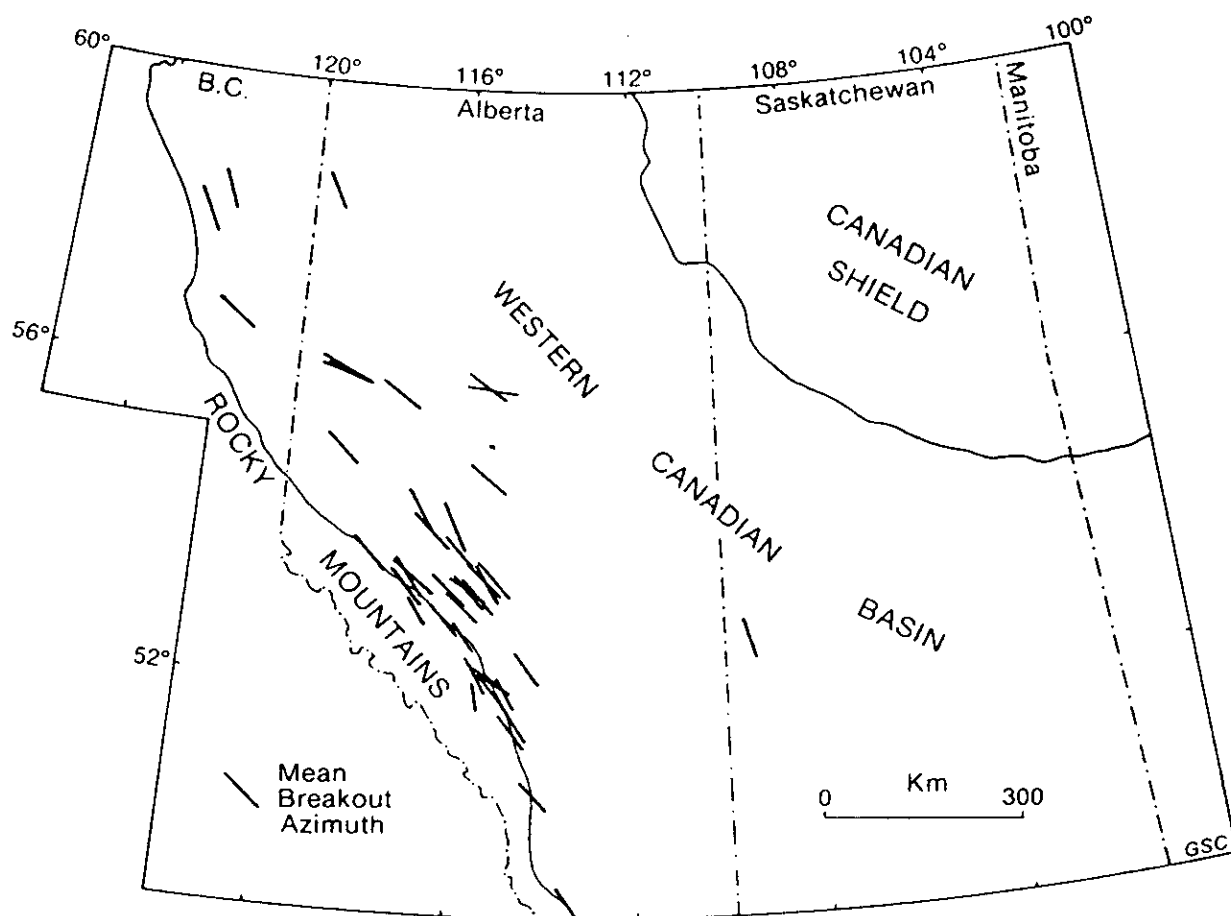 60°
120°
116°
112°
108°
104°
100°
B.C.
Alberta
Saskatchewan
Manitoba
CANADIAN
SHIELD
WESTERN
56°
ROCKY
CANADIAN
MOUNTAINS
BASIN
52°
Mean
Breakout
Azimuth
Km
0 300
GSC